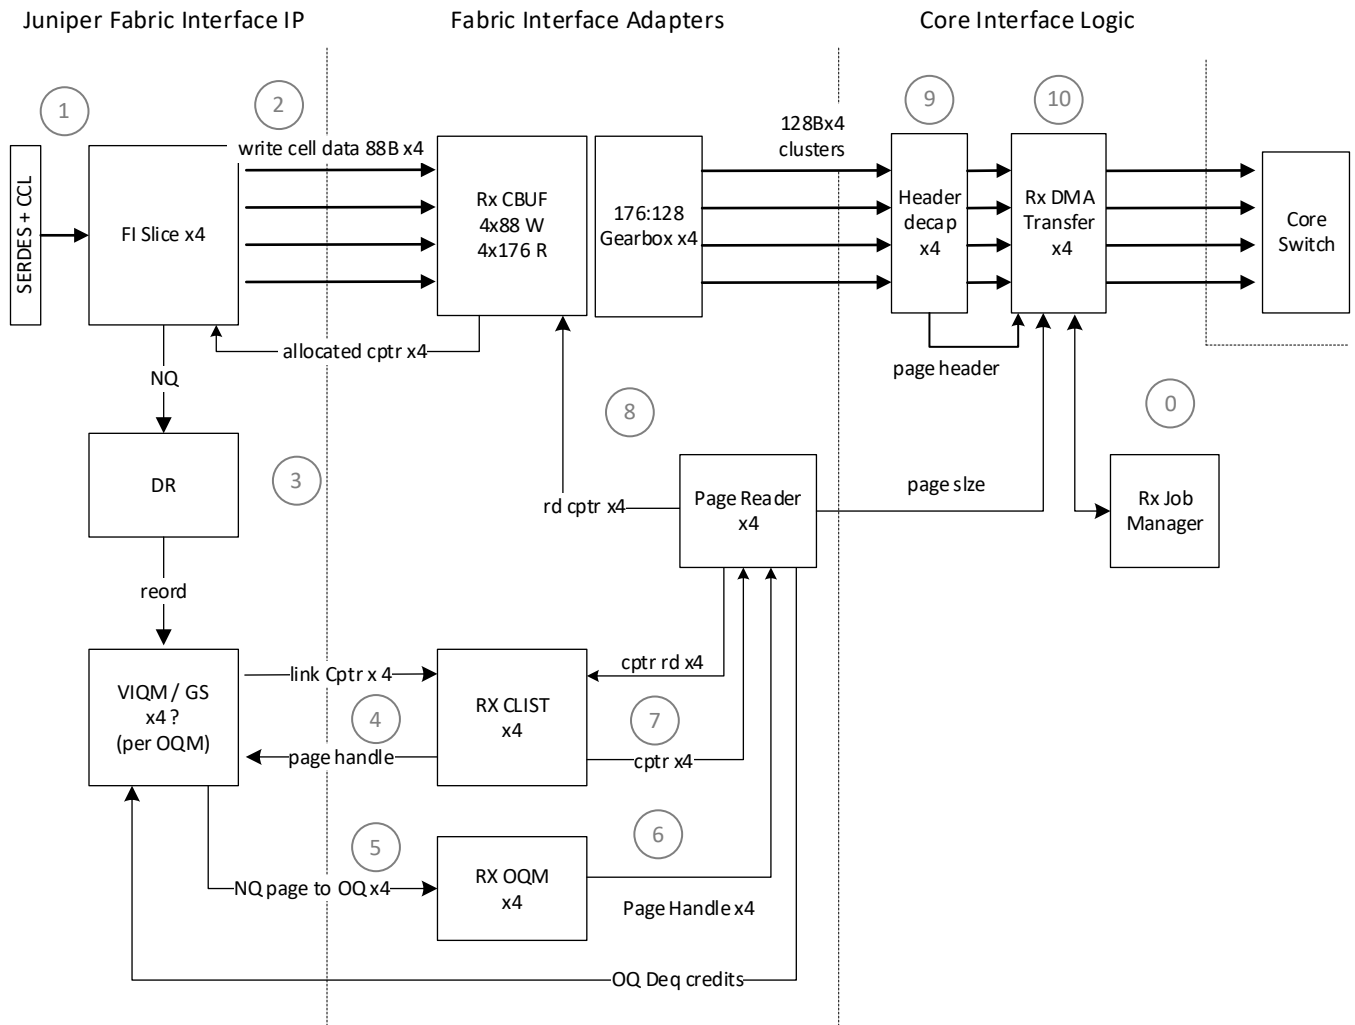 Juniper Fabric Interface IP
Fabric Interface Adapters
Core Interface Logic
1
2
9
10
SERDES + CCL
FI Slice x4
write cell data 88B x4
Rx CBUF
4x88 W
4x176 R
176:128
Gearbox x4
128Bx4
clusters
Header
decap
x4
Rx DMA
Transfer
x4
Core
Switch
allocated cptr x4
page header
NQ
8
0
DR
3
rd cptr x4
Page Reader
x4
page sIze
Rx Job
Manager
reord
VIQM / GS
x4 ?
(per OQM)
link Cptr x 4
4
page handle
RX CLIST
x4
cptr rd x4
7
cptr x4
5
NQ page to OQ x4
RX OQM
x4
6
Page Handle x4
OQ Deq credits